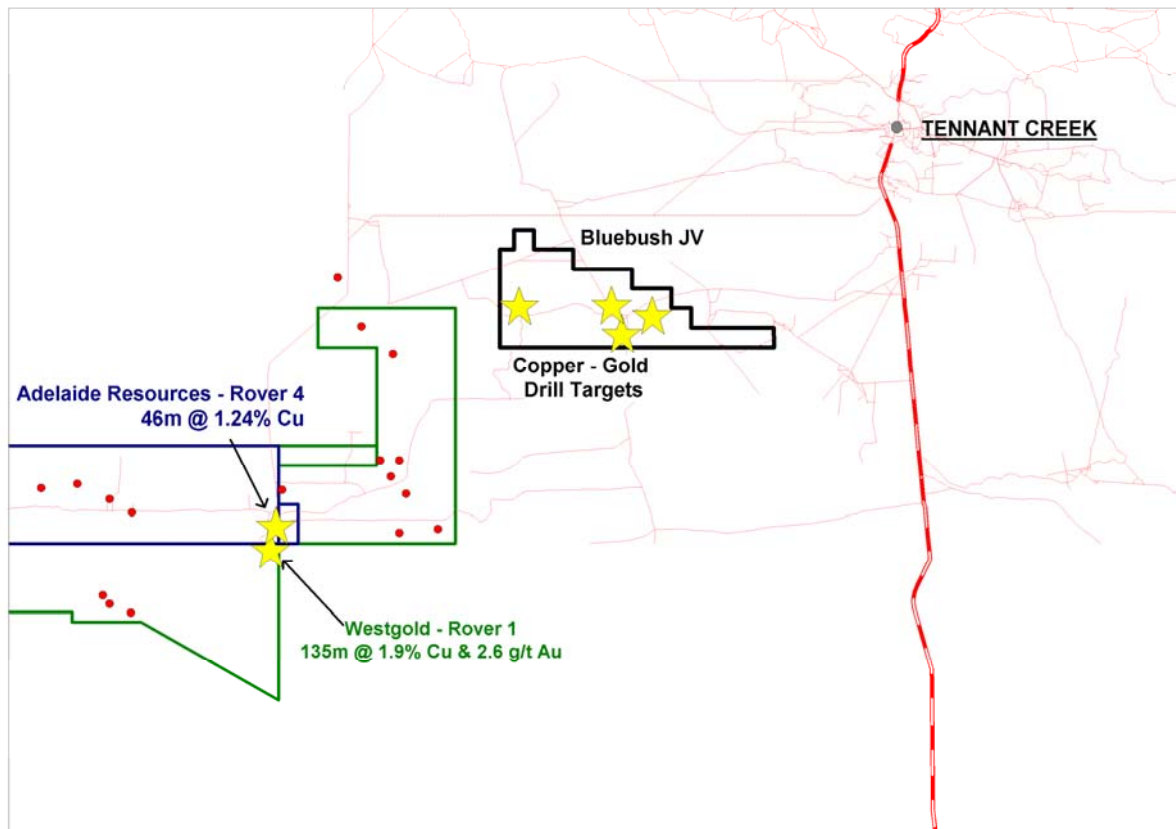 TENNANT CREEK
Bluebush JV
Copper - Gold
Drill Targets
Adelaide Resources - Rover 4
46m @ 1.24% Cu
Westgold - Rover 1
135m @ 1.9% Cu & 2.6 g/t Au